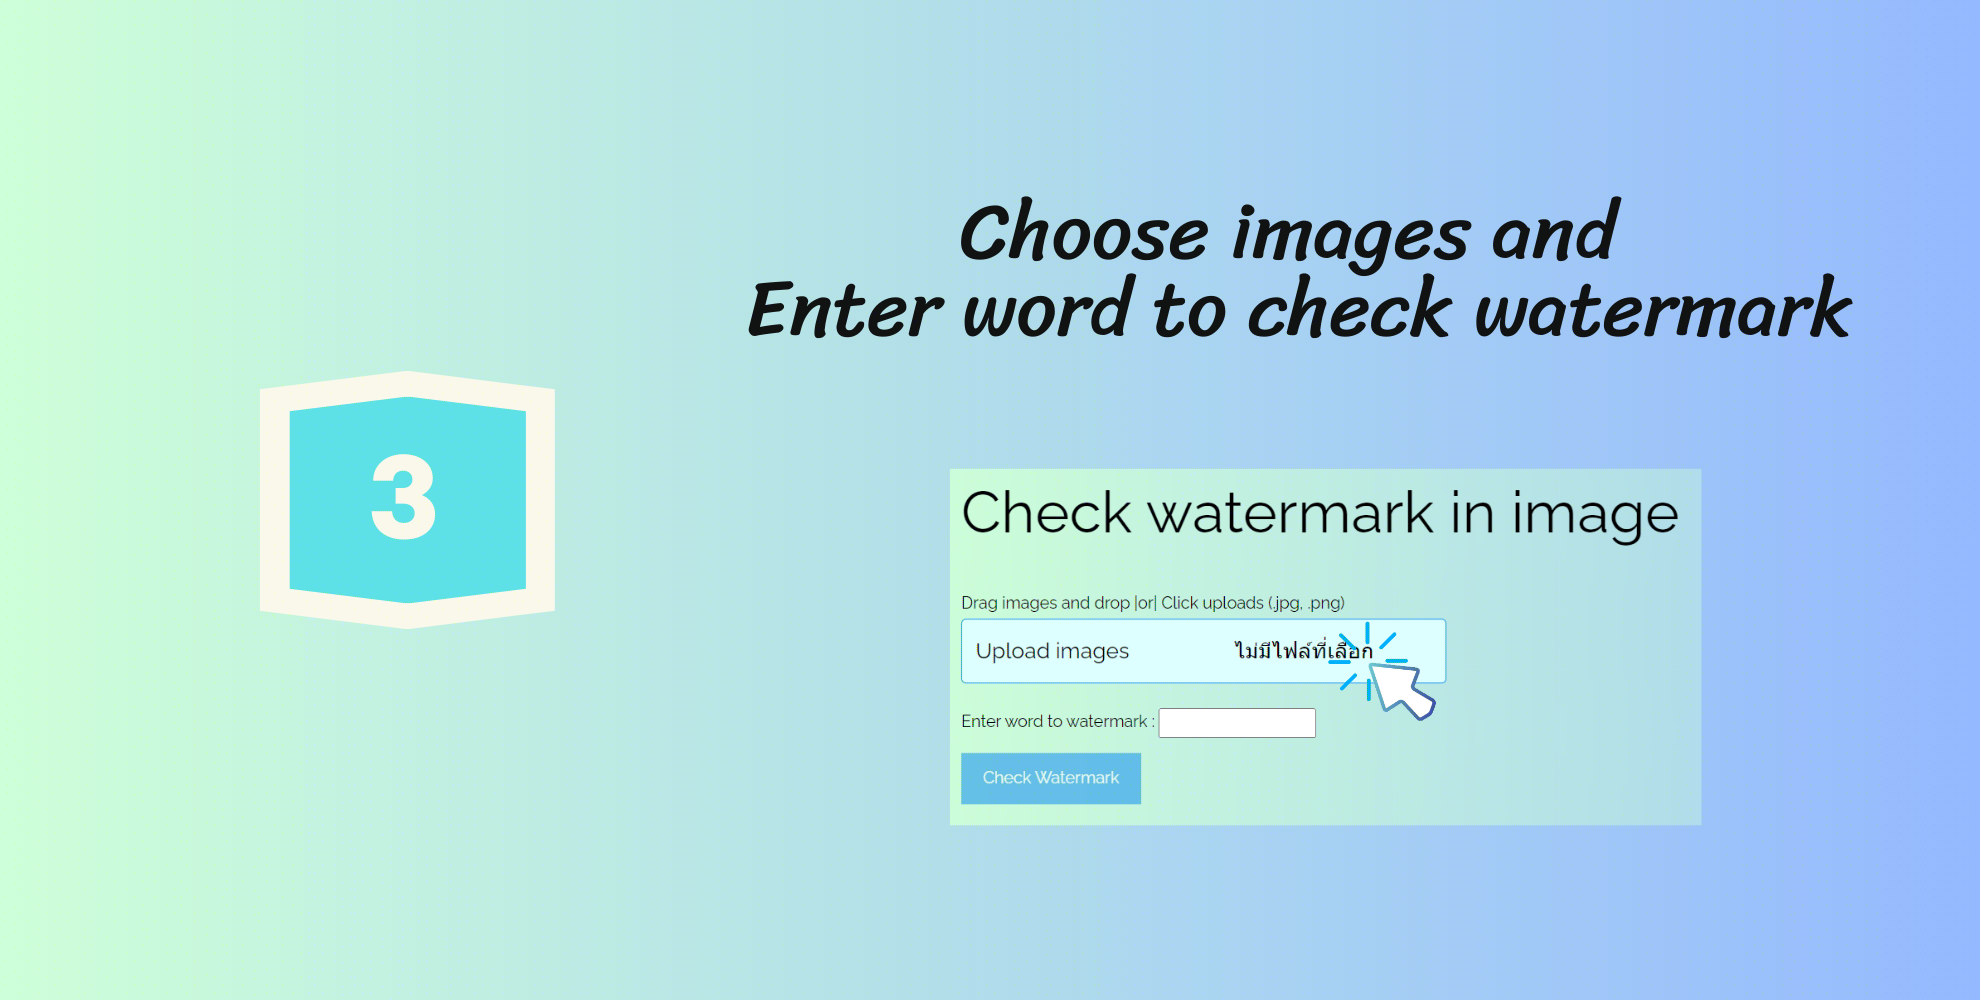 Choose images and
Enter word to check watermark
3
Check watermark in image
Drag images and drop |or| Click uploads (.jpg, .png)
Upload images ไม่มีไฟล์ที่เลือก
Enter word to watermark :
Check Watermark